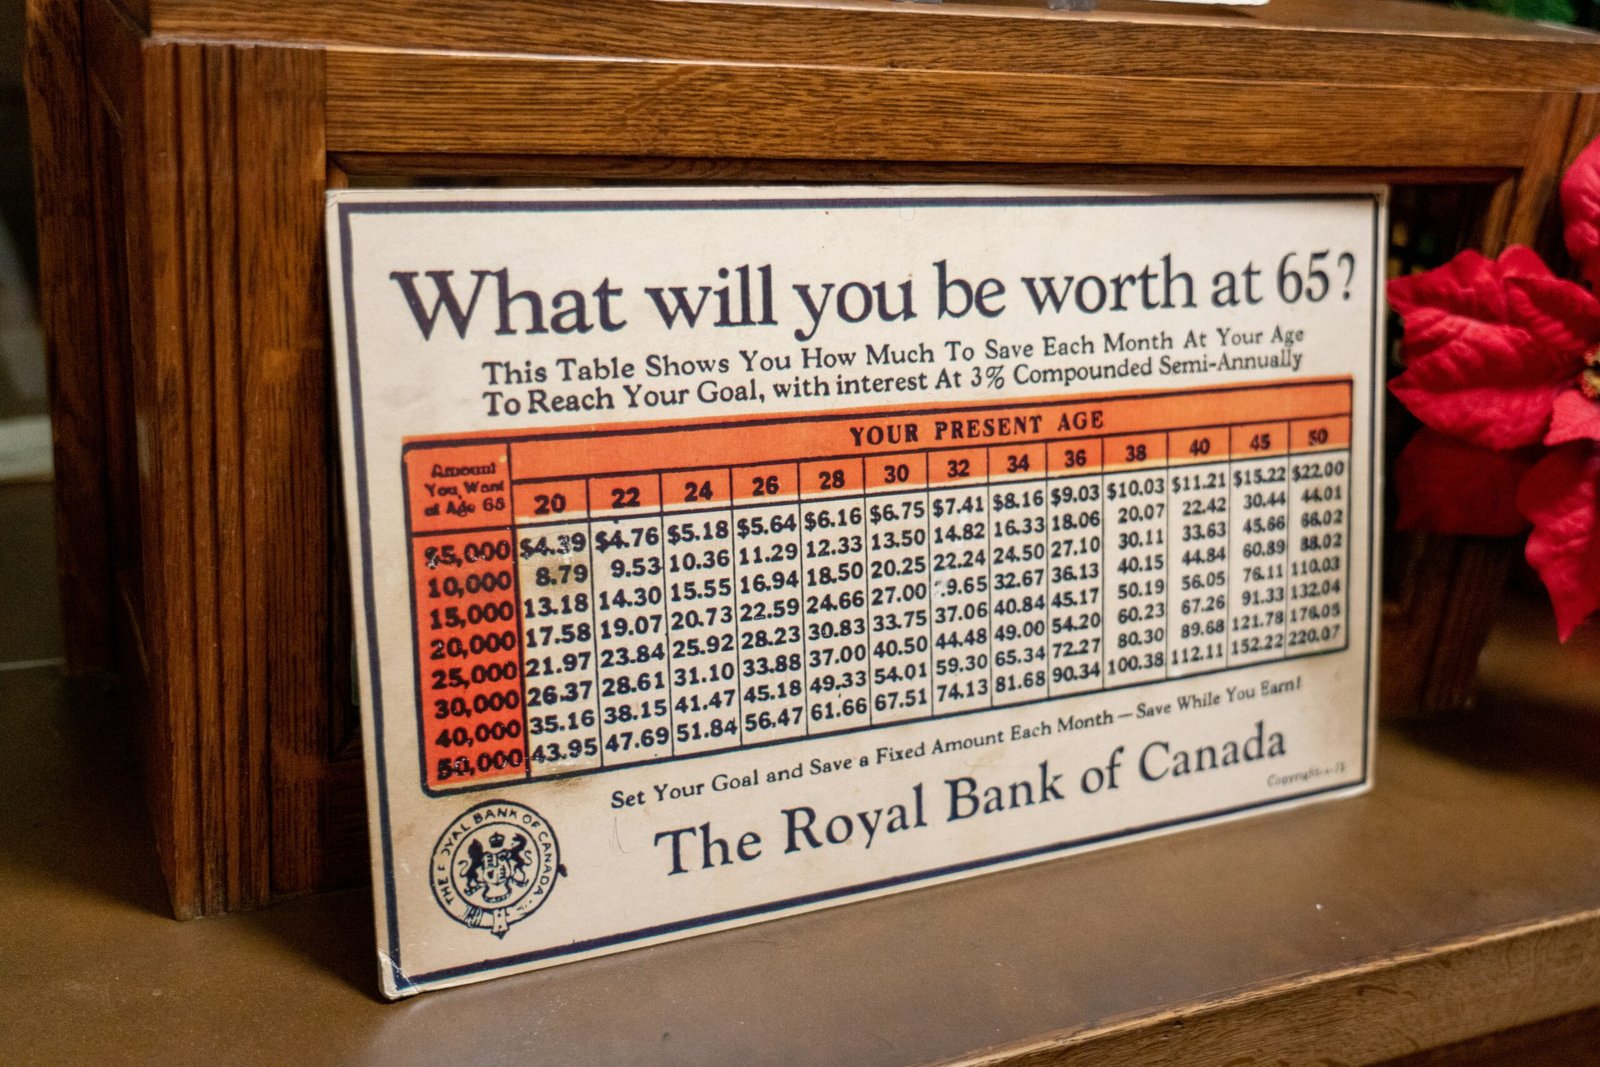 What will you be worth at 65?
This Table Shows You How Much To Save Each Month At Your Age
To Reach Your Goal, with interest At 3% Compounded Semi-Annually
Amount
You Want
at Age 65
YOUR PRESENT AGE
20 22 24 26 28 30 32 34 36 38 40 45 50
$5,000 $4.39 $4.76 $5.18 $5.64 $6.16 $6.75 $7.41 $8.16 $9.03 $10.03 $11.21 $15.22 $22.00
10,000 8.79 9.53 10.36 11.29 12.33 13.50 14.82 16.33 18.06 20.07 22.42 30.44 44.01
15,000 13.18 14.30 15.55 16.94 18.50 20.25 22.24 24.50 27.10 30.11 33.63 45.66 66.02
20,000 17.58 19.07 20.73 22.59 24.66 27.00 9.65 32.67 36.13 40.15 44.84 60.89 88.02
25,000 21.97 23.84 25.92 28.23 30.83 33.75 37.06 40.84 45.17 50.19 56.05 76.11 110.03
30,000 26.37 28.61 31.10 33.88 37.00 40.50 44.48 49.00 54.20 60.23 67.26 91.33 132.04
40,000 35.16 38.15 41.47 45.18 49.33 54.01 59.30 65.34 72.27 80.30 89.68 121.78 176.05
50,000 43.95 47.69 51.84 56.47 61.66 67.51 74.13 81.68 90.34 100.38 112.11 152.22 220.07
Set Your Goal and Save a Fixed Amount Each Month — Save While You Earn!
The Royal Bank of Canada
Copyright
THE ROYAL BANK OF CANADA